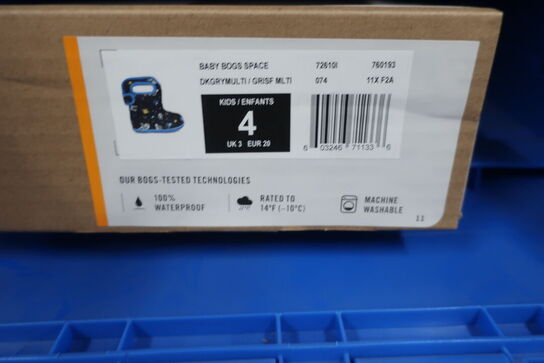 BABY BOGS SPACE 72610I 760193
DKGRYMULTI / GRISF MLTI 074 11X F2A
KIDS / ENFANTS
4
UK 3 EUR 20
6 03246 71133 6
OUR BOGS-TESTED TECHNOLOGIES
100% WATERPROOF
RATED TO 14°F (-10°C)
MACHINE WASHABLE
11